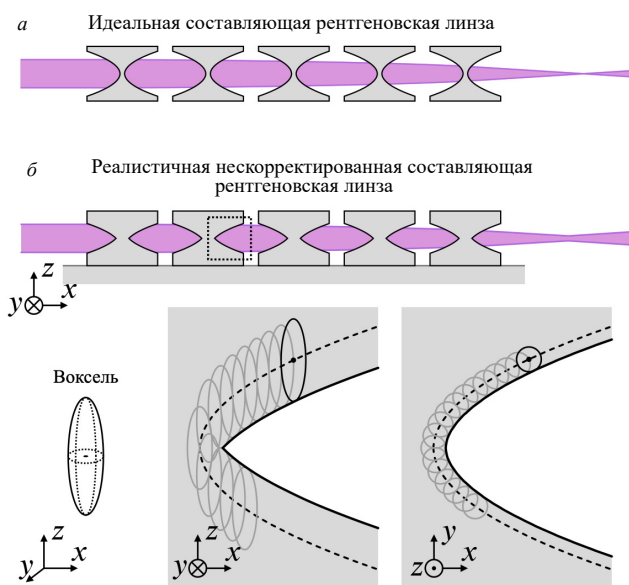 а Идеальная составляющая рентгеновская линза
б Реалистичная нескорректированная составляющая
рентгеновская линза
z
y x
Воксель
z
y x
z
y x
y
z x